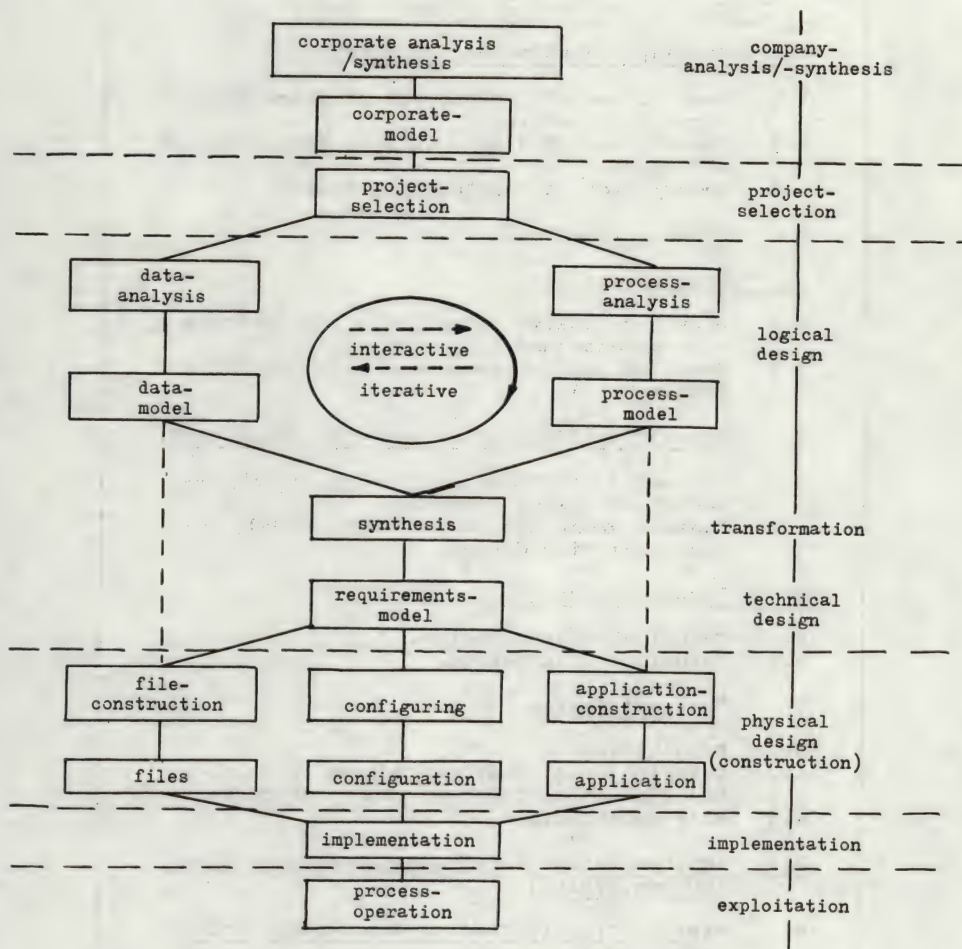 corporate analysis
/synthesis
company-
analysis/-synthesis
corporate-
model
project-
selection
project-
selection
data-
analysis
process-
analysis
interactive
iterative
logical
design
data-
model
process-
model
synthesis
transformation
requirements-
model
technical
design
file-
construction
configuring
application-
construction
physical
design
(construction)
files
configuration
application
implementation
implementation
process-
operation
exploitation